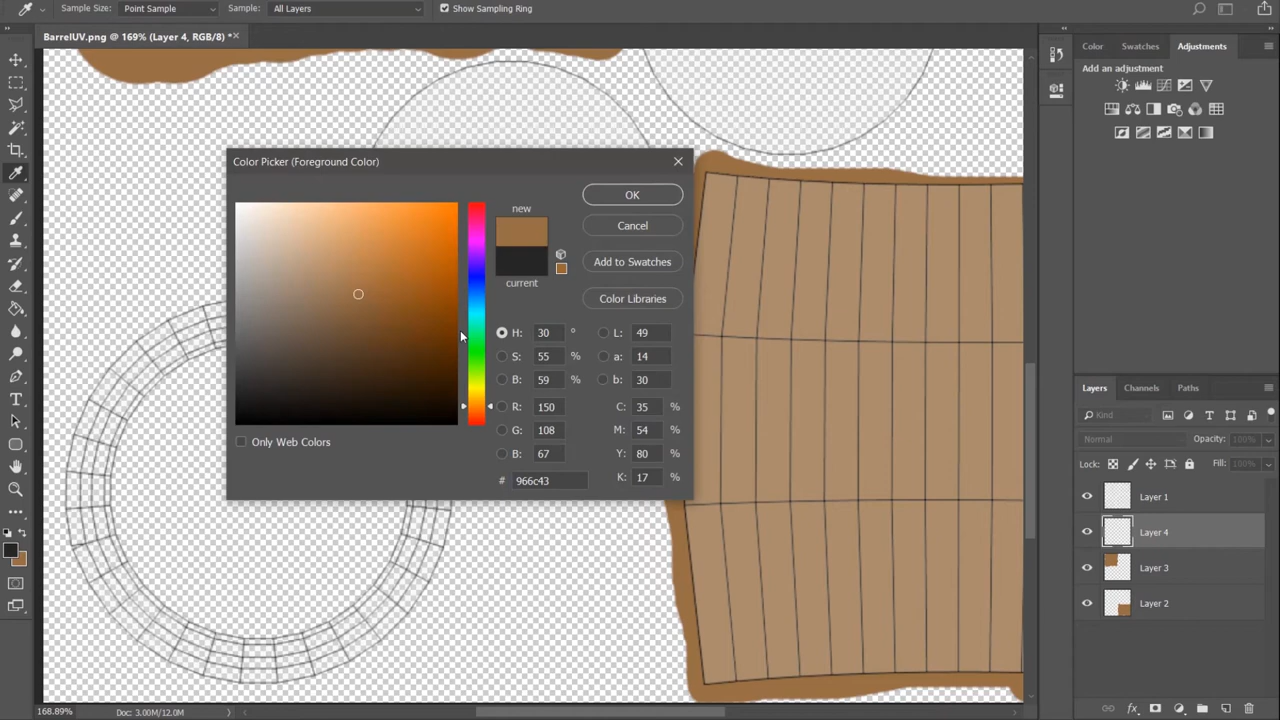 Sample Size: Point Sample Sample: All Layers Show Sampling Ring
BarrelUV.png @ 169% (Layer 4, RGB/8) *
Color Swatches Adjustments
Add an adjustment
Color Picker (Foreground Color)
new
current
OK
Cancel
Add to Swatches
Color Libraries
H: 30 ° L: 49
S: 55 % a: 14
B: 59 % b: 30
R: 150 C: 35 %
G: 108 M: 54 %
B: 67 Y: 80 %
# 966c43 K: 17 %
Only Web Colors
Layers Channels Paths
Kind
Normal Opacity: 100%
Lock: Fill: 100%
Layer 1
Layer 4
Layer 3
Layer 2
168.89% Doc: 3.00M/12.0M